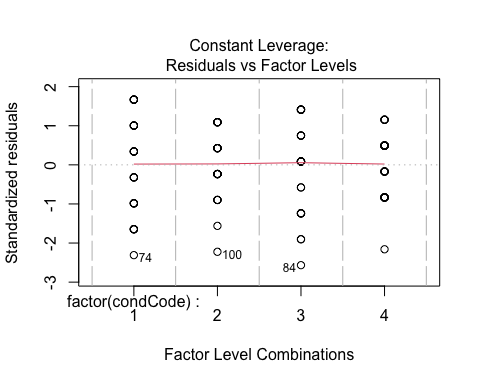 Constant Leverage:
Residuals vs Factor Levels
Standardized residuals
2
1
0
-1
-2
-3
74
100
84
factor(condCode) :
1 2 3 4
Factor Level Combinations